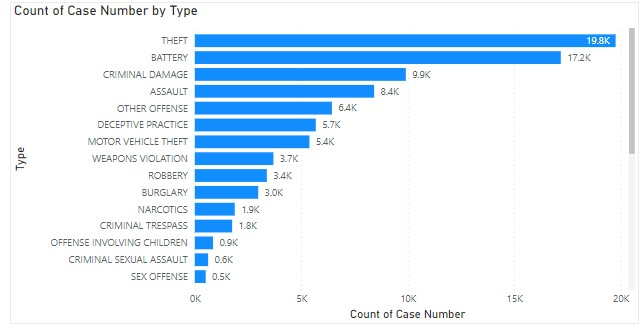 Count of Case Number by Type
Type
THEFT 19.8K
BATTERY 17.2K
CRIMINAL DAMAGE 9.9K
ASSAULT 8.4K
OTHER OFFENSE 6.4K
DECEPTIVE PRACTICE 5.7K
MOTOR VEHICLE THEFT 5.4K
WEAPONS VIOLATION 3.7K
ROBBERY 3.4K
BURGLARY 3.0K
NARCOTICS 1.9K
CRIMINAL TRESPASS 1.8K
OFFENSE INVOLVING CHILDREN 0.9K
CRIMINAL SEXUAL ASSAULT 0.6K
SEX OFFENSE 0.5K
0K 5K 10K 15K 20K
Count of Case Number